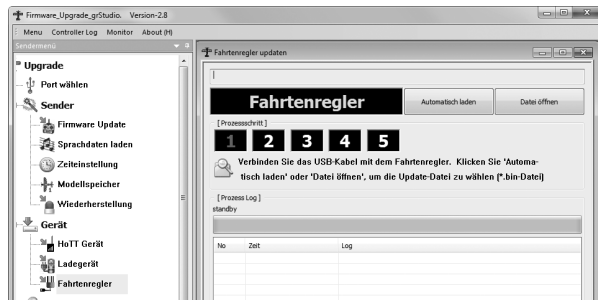 Firmware_Upgrade_grStudio. Version-2.8
Menu Controller Log Monitor About (H)
Sendermenü
Upgrade
Port wählen
Sender
Firmware Update
Sprachdaten laden
Zeiteinstellung
Modellspeicher
Wiederherstellung
Gerät
HoTT Gerät
Ladegerät
Fahrtenregler
Fahrtenregler updaten
Fahrtenregler
Automatisch laden
Datei öffnen
[ Prozessschritt ]
1 2 3 4 5
Verbinden Sie das USB-Kabel mit dem Fahrtenregler. Klicken Sie 'Automa-
tisch laden' oder 'Datei öffnen', um die Update-Datei zu wählen (*.bin-Datei)
[ Prozess Log ]
standby
No Zeit Log